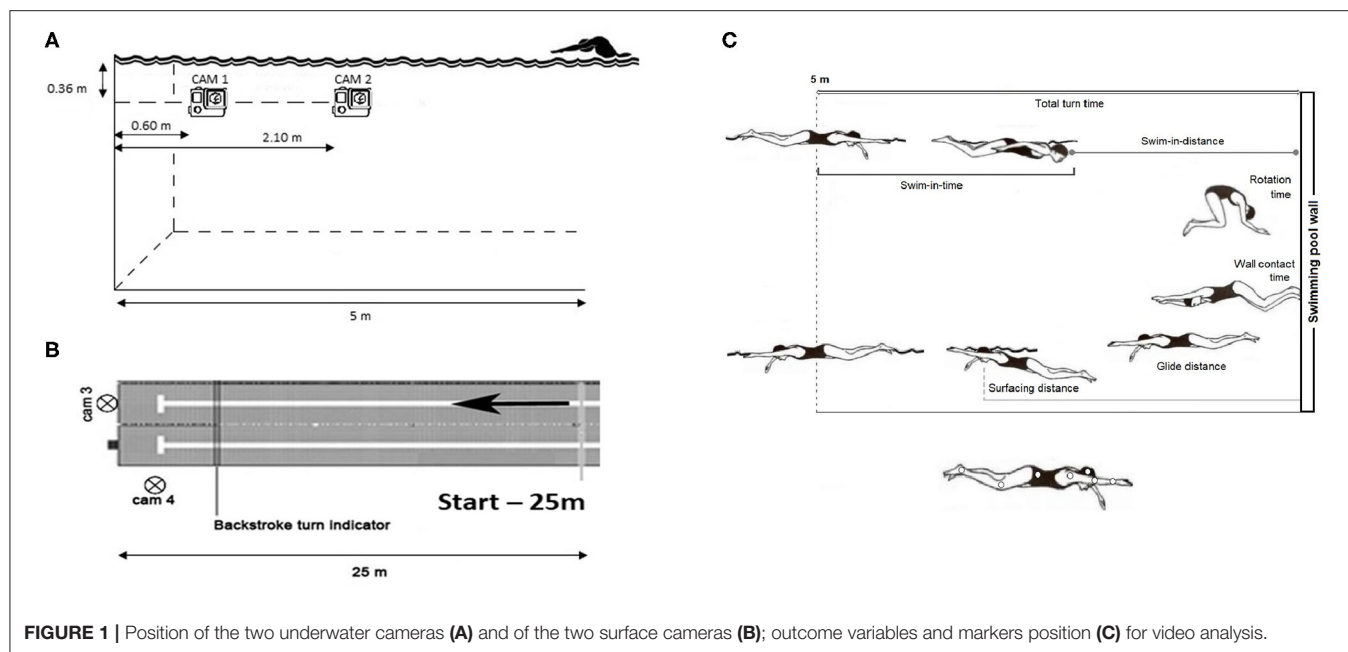 A
0.36 m
CAM 1
CAM 2
0.60 m
2.10 m
5 m
B
cam 3
cam 4
Start – 25m
Backstroke turn indicator
25 m
C
5 m
Total turn time
Swim-in-distance
Swim-in-time
Rotation
time
Wall contact
time
Swimming pool wall
Glide distance
Surfacing distance
FIGURE 1 | Position of the two underwater cameras (A) and of the two surface cameras (B); outcome variables and markers position (C) for video analysis.